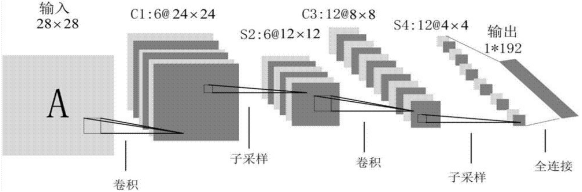 输入
28×28
C1:6@24×24
S2:6@12×12
C3:12@8×8
S4:12@4×4
输出
1*192
A
卷积
子采样
卷积
子采样
全连接